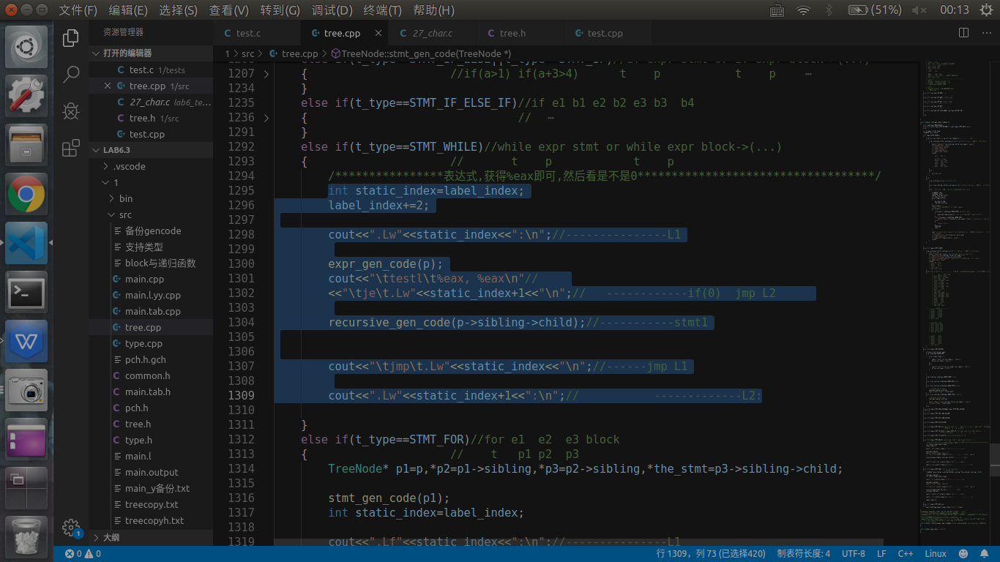 文件(F) 编辑(E) 选择(S) 查看(V) 转到(G) 调试(D) 终端(T) 帮助(H) (51%) 00:13
资源管理器
打开的编辑器
test.c 1/tests
tree.cpp 1/src
27_char.c lab6_te...
tree.h 1/src
test.cpp
LAB6.3
.vscode
1
bin
src
备份gencode
支持类型
block与递归函数
main.cpp
main.l.yy.cpp
main.tab.cpp
tree.cpp
type.cpp
pch.h.gch
common.h
main.tab.h
pch.h
tree.h
type.h
main.l
main.output
main_y备份.txt
treecopy.txt
treecopyh.txt
大纲
test.c tree.cpp 27_char.c tree.h test.cpp
1 > src > tree.cpp > TreeNode::stmt_gen_code(TreeNode *)
1207 { //if(a>1) if(a+3>4) t p t p ⋯
1234 }
1235 else if(t_type==STMT_IF_ELSE_IF)//if e1 b1 e2 b2 e3 b3  b4
1236 { // ⋯
1291 }
1292 else if(t_type==STMT_WHILE)//while expr stmt or while expr block->(...)
1293 { // t p t p
1294 /****************表达式,获得%eax即可,然后看是不是0***********************************/
1295 int static_index=label_index;
1296 label_index+=2;
1297
1298 cout<<".Lw"<<static_index<<":\n";//---------------L1
1299
1300 expr_gen_code(p);
1301 cout<<"\ttestl\t%eax, %eax\n"//
1302 <<"\tje\t.Lw"<<static_index+1<<"\n";//   ------------if(0)  jmp L2
1303
1304 recursive_gen_code(p->sibling->child);//-----------stmt1
1305
1306
1307 cout<<"\tjmp\t.Lw"<<static_index<<"\n";//------jmp L1
1308
1309 cout<<".Lw"<<static_index+1<<":\n";//           -------------L2:
1310
1311 }
1312 else if(t_type==STMT_FOR)//for e1  e2  e3 block
1313 { // t p1 p2 p3
1314 TreeNode* p1=p,*p2=p1->sibling,*p3=p2->sibling,*the_stmt=p3->sibling->child;
1315
1316 stmt_gen_code(p1);
1317 int static_index=label_index;
1318
1319 cout<<".Lf"<<static_index<<":\n";//---------------L1
1
0 0 行 1309，列 73 (已选择420) 制表符长度: 4 UTF-8 LF C++ Linux